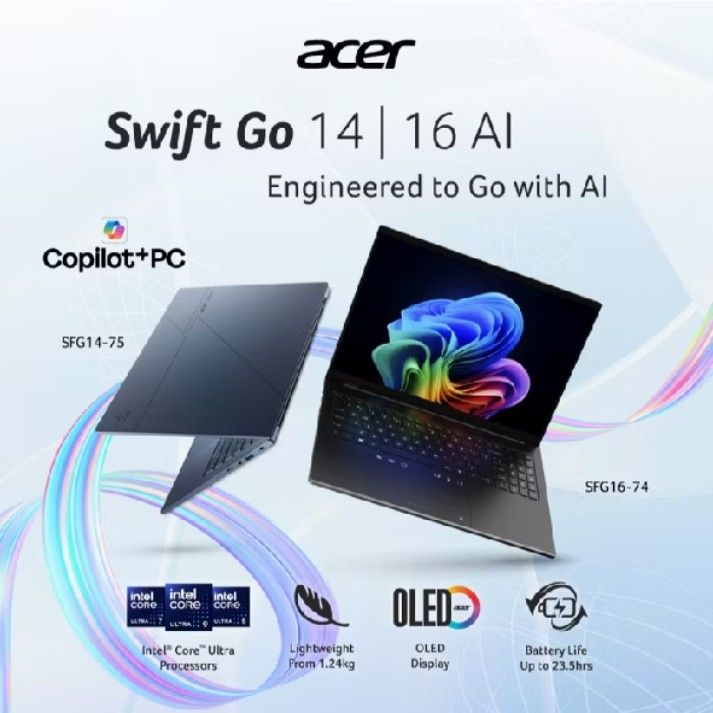 acer
Swift Go 14 | 16 AI
Engineered to Go with AI
Copilot+PC
SFG14-75
SFG16-74
intel CORE ULTRA 7
intel CORE ULTRA 9
intel CORE ULTRA 5
Intel® Core™ Ultra
Processors
Lightweight
From 1.24kg
OLED acer
OLED
Display
Battery Life
Up to 23.5hrs